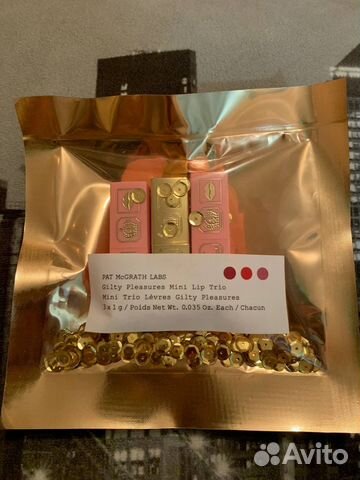 PAT McGRATH LABS
Gilty Pleasures Mini Lip Trio
Mini Trio Lèvres Gilty Pleasures
3 x 1 g / Poids Net Wt. 0.035 Oz. Each / Chacun
Avito